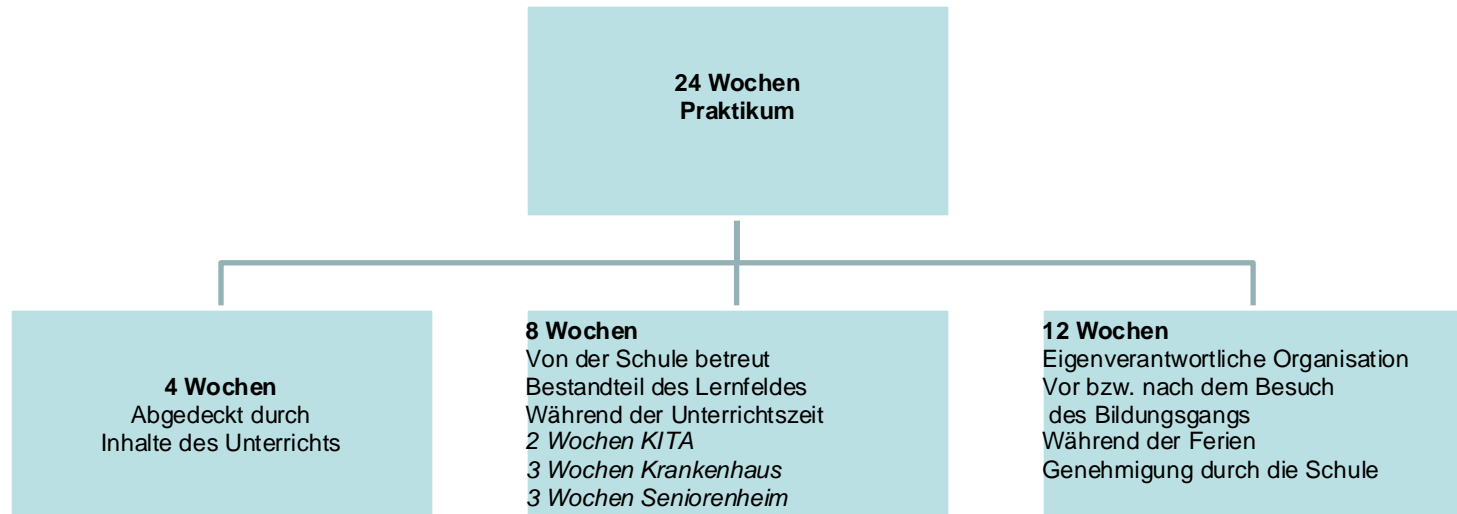 24 Wochen
Praktikum
4 Wochen
Abgedeckt durch
Inhalte des Unterrichts
8 Wochen
Von der Schule betreut
Bestandteil des Lernfeldes
Während der Unterrichtszeit
2 Wochen KITA
3 Wochen Krankenhaus
3 Wochen Seniorenheim
12 Wochen
Eigenverantwortliche Organisation
Vor bzw. nach dem Besuch
des Bildungsgangs
Während der Ferien
Genehmigung durch die Schule